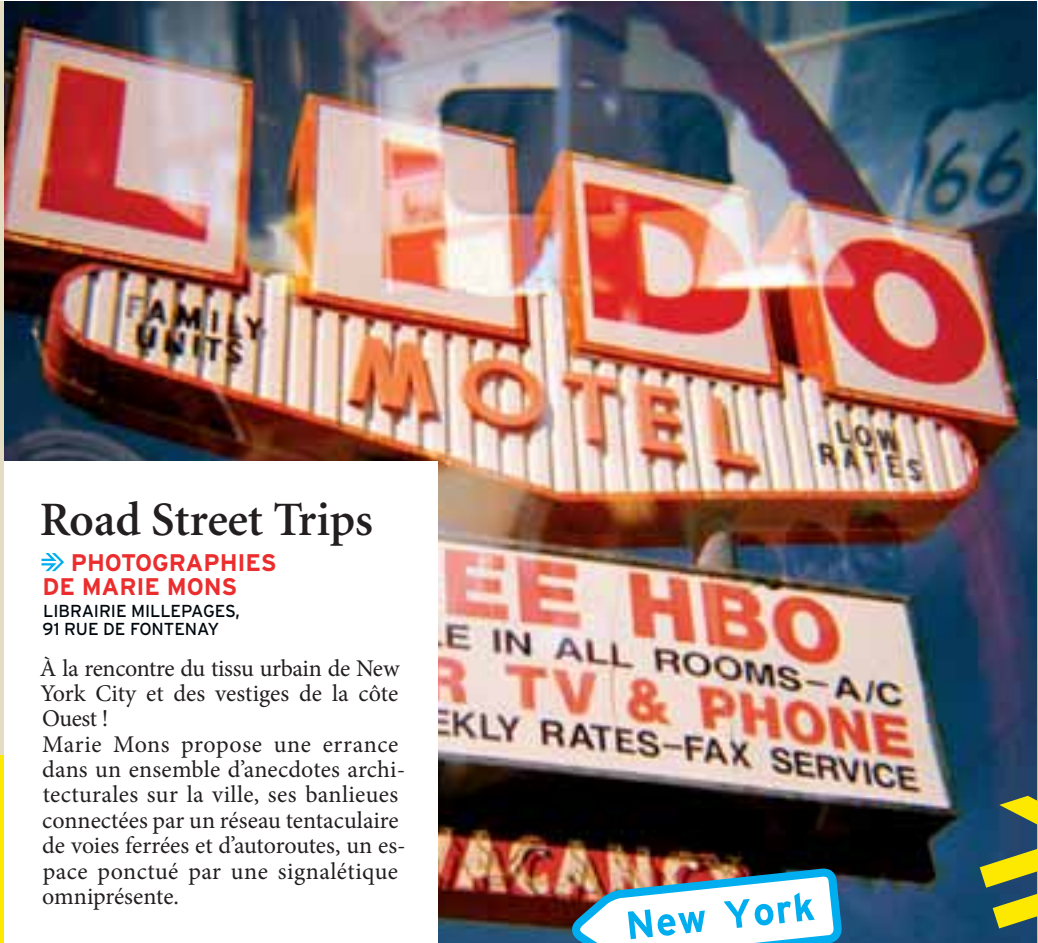 LIDO
66
FAMILY
UNITS
MOTEL
LOW
RATES
EE HBO
E IN ALL ROOMS–A/C
R TV & PHONE
EKLY RATES–FAX SERVICE
VACANCY
New York
Road Street Trips
PHOTOGRAPHIES
DE MARIE MONS
LIBRAIRIE MILLEPAGES,
91 RUE DE FONTENAY
À la rencontre du tissu urbain de New
York City et des vestiges de la côte
Ouest !
Marie Mons propose une errance
dans un ensemble d’anecdotes archi-
tecturales sur la ville, ses banlieues
connectées par un réseau tentaculaire
de voies ferrées et d’autoroutes, un es-
pace ponctué par une signalétique
omniprésente.